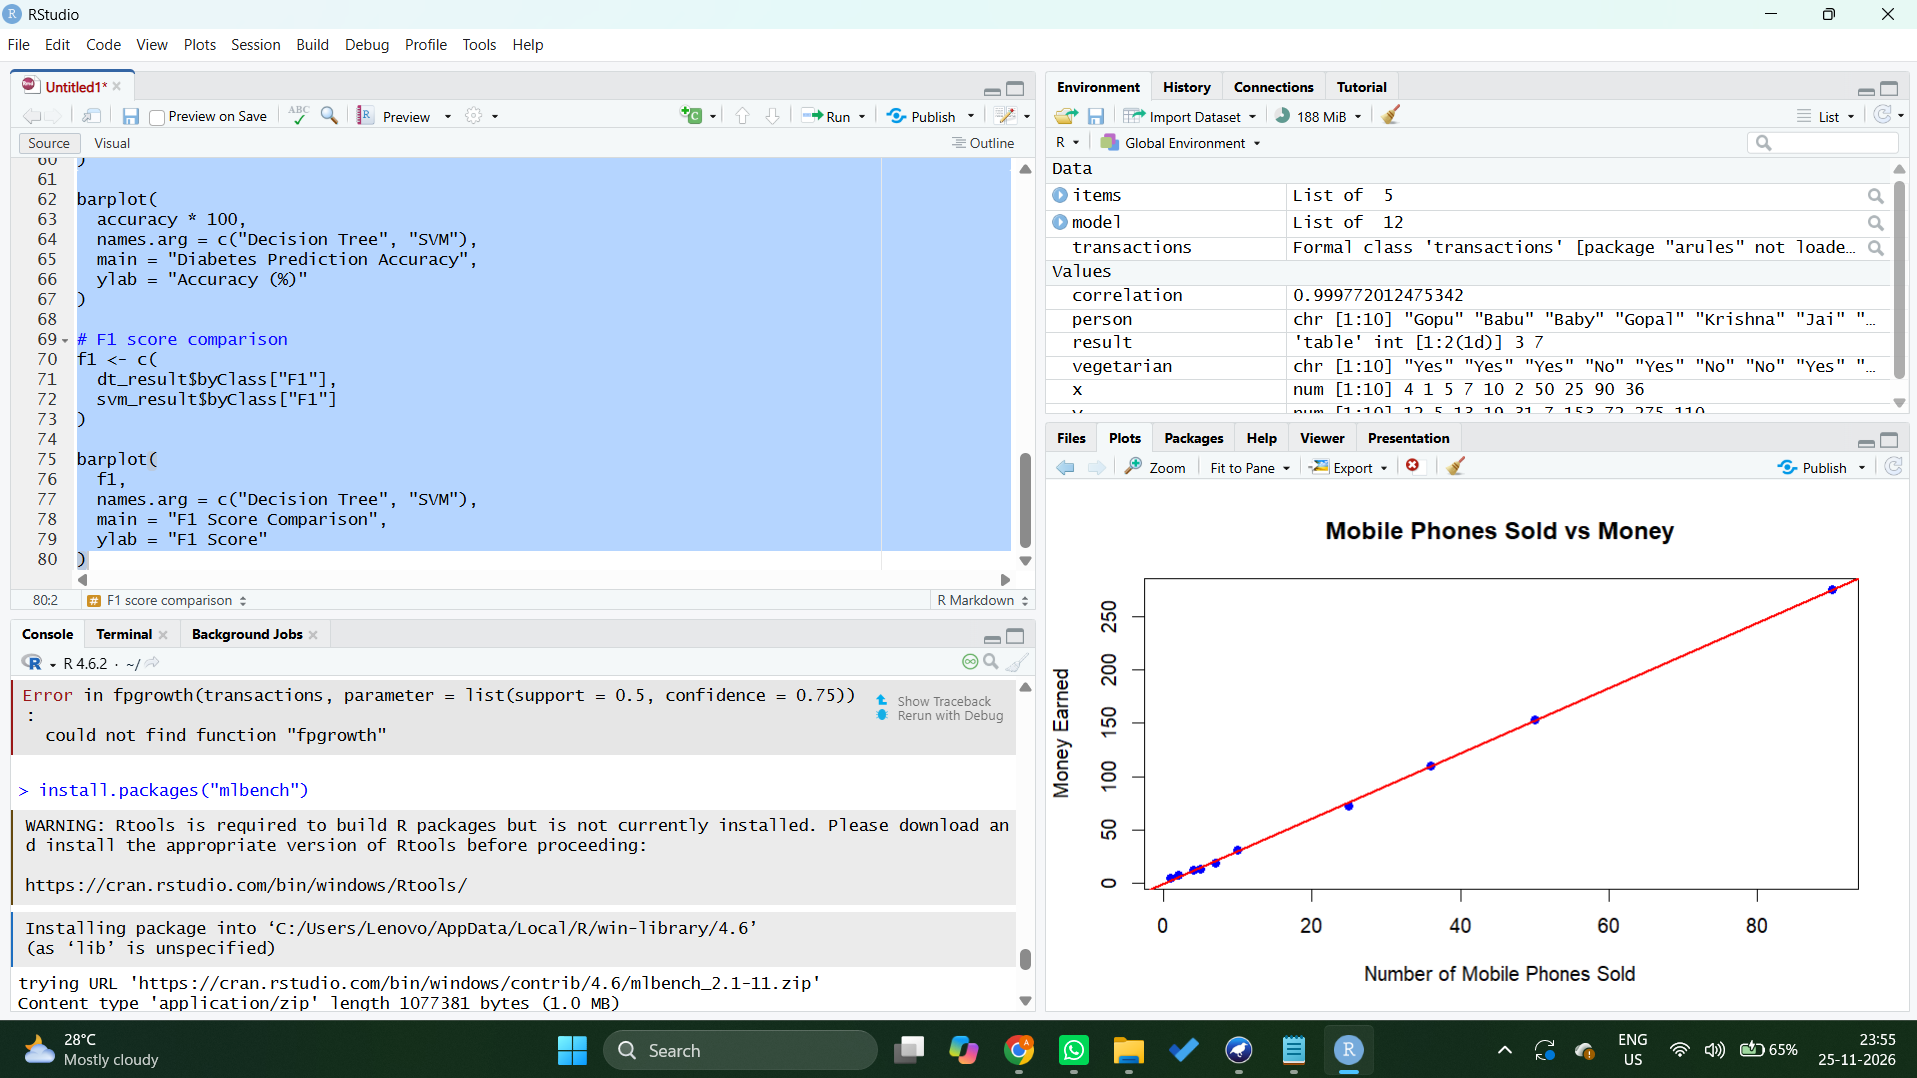 RStudio
File Edit Code View Plots Session Build Debug Profile Tools Help
Untitled1*
Preview on Save ABC Preview Run Publish
Source Visual Outline
60 )
61
62 barplot(
63 accuracy * 100,
64 names.arg = c("Decision Tree", "SVM"),
65 main = "Diabetes Prediction Accuracy",
66 ylab = "Accuracy (%)"
67 )
68
69 # F1 score comparison
70 f1 <- c(
71 dt_result$byClass["F1"],
72 svm_result$byClass["F1"]
73 )
74
75 barplot(
76 f1,
77 names.arg = c("Decision Tree", "SVM"),
78 main = "F1 Score Comparison",
79 ylab = "F1 Score"
80 )
80:2 # F1 score comparison R Markdown
Console Terminal Background Jobs
R R 4.6.2 · ~/
Error in fpgrowth(transactions, parameter = list(support = 0.5, confidence = 0.75))
:
could not find function "fpgrowth"
Show Traceback
Rerun with Debug
> install.packages("mlbench")
WARNING: Rtools is required to build R packages but is not currently installed. Please download an
d install the appropriate version of Rtools before proceeding:
https://cran.rstudio.com/bin/windows/Rtools/
Installing package into ‘C:/Users/Lenovo/AppData/Local/R/win-library/4.6’
(as ‘lib’ is unspecified)
trying URL 'https://cran.rstudio.com/bin/windows/contrib/4.6/mlbench_2.1-11.zip'
Content type 'application/zip' length 1077381 bytes (1.0 MB)
Environment History Connections Tutorial
Import Dataset 188 MiB List
R Global Environment
Data
items List of 5
model List of 12
transactions Formal class 'transactions' [package "arules" not loade…
Values
correlation 0.999772012475342
person chr [1:10] "Gopu" "Babu" "Baby" "Gopal" "Krishna" "Jai" "…
result 'table' int [1:2(1d)] 3 7
vegetarian chr [1:10] "Yes" "Yes" "Yes" "No" "Yes" "No" "No" "Yes" "…
x num [1:10] 4 1 5 7 10 2 50 25 90 36
y num [1:10] 12 5 13 19 31 7 153 72 275 110
Files Plots Packages Help Viewer Presentation
Zoom Fit to Pane Export Publish
Mobile Phones Sold vs Money
Money Earned
250
200
150
100
50
0
0 20 40 60 80
Number of Mobile Phones Sold
28°C
Mostly cloudy
Search
ENG
US
65%
23:55
25-11-2026